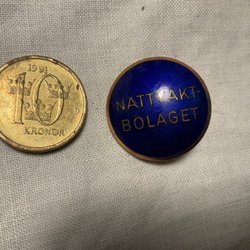 1991
10
KRONOR
NATTVAKT-
BOLAGET